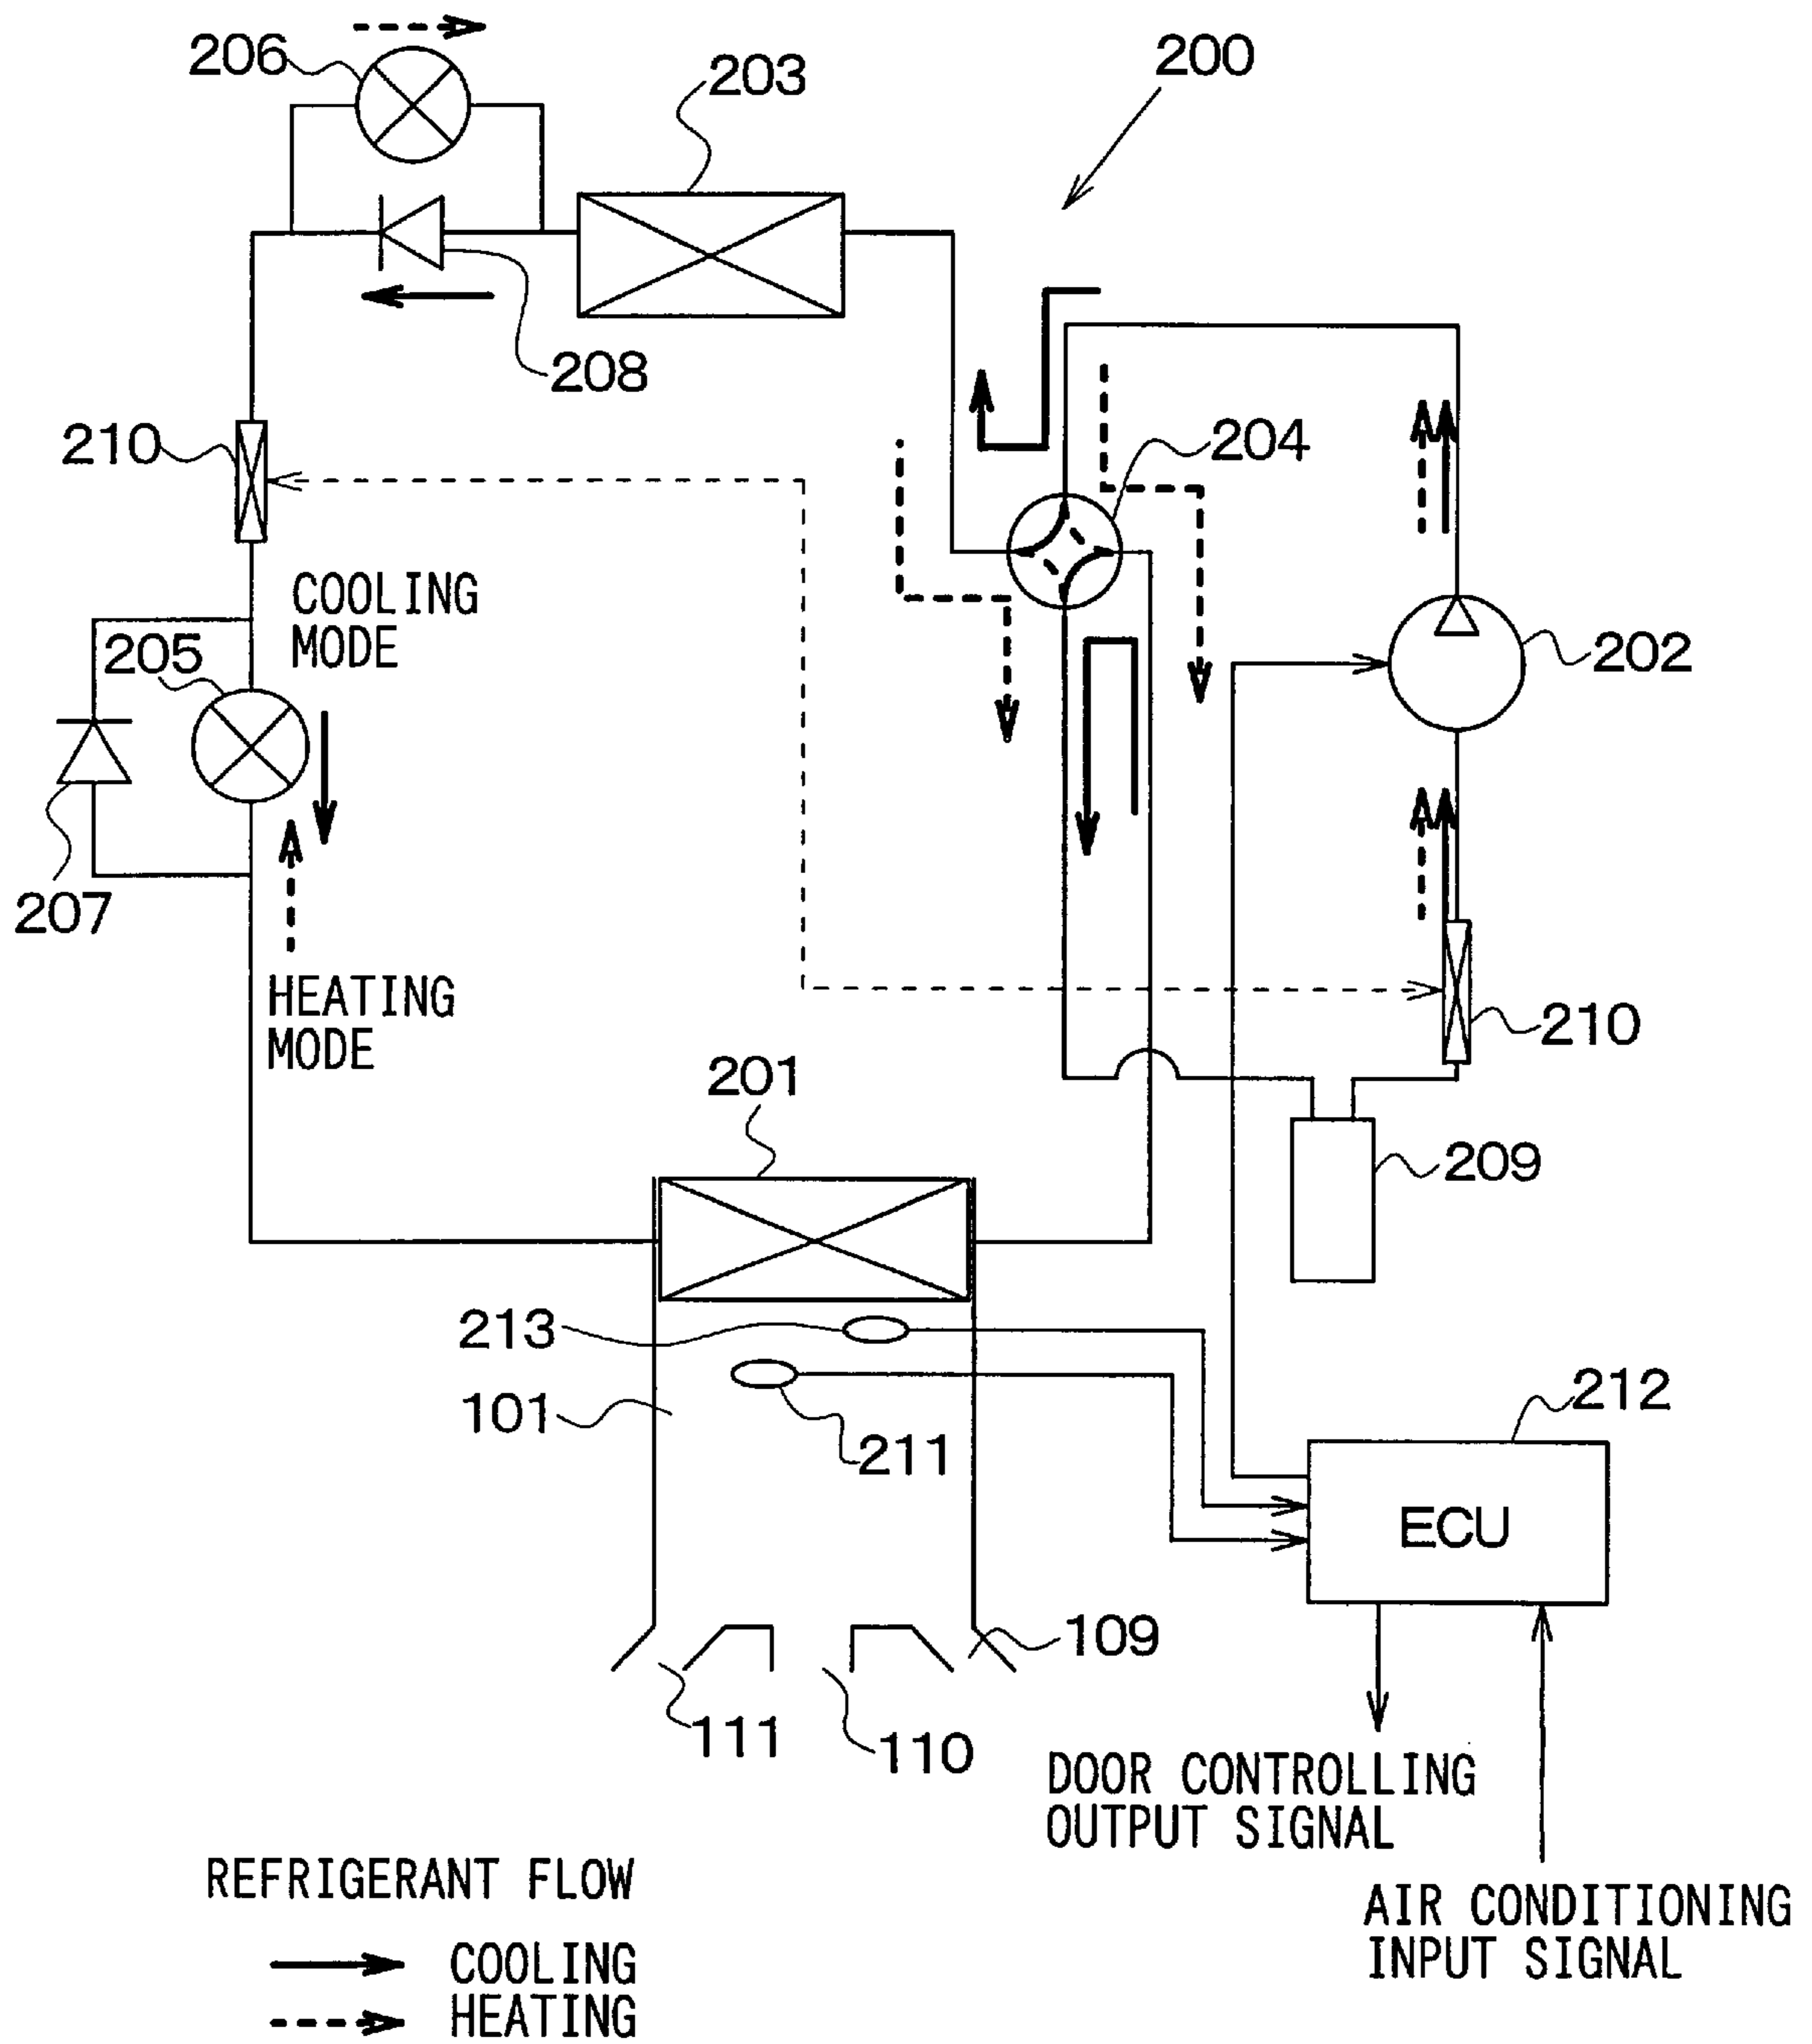 206
203
200
208
210
204
COOLING
MODE
205
202
207
HEATING
MODE
210
201
209
213
101
211
212
ECU
109
111
110
DOOR CONTROLLING
OUTPUT SIGNAL
REFRIGERANT FLOW
AIR CONDITIONING
INPUT SIGNAL
COOLING
HEATING